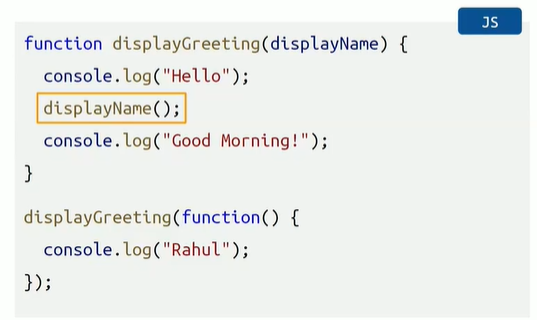 JS
function displayGreeting(displayName) {
  console.log("Hello");
  displayName();
  console.log("Good Morning!");
}
displayGreeting(function() {
  console.log("Rahul");
});